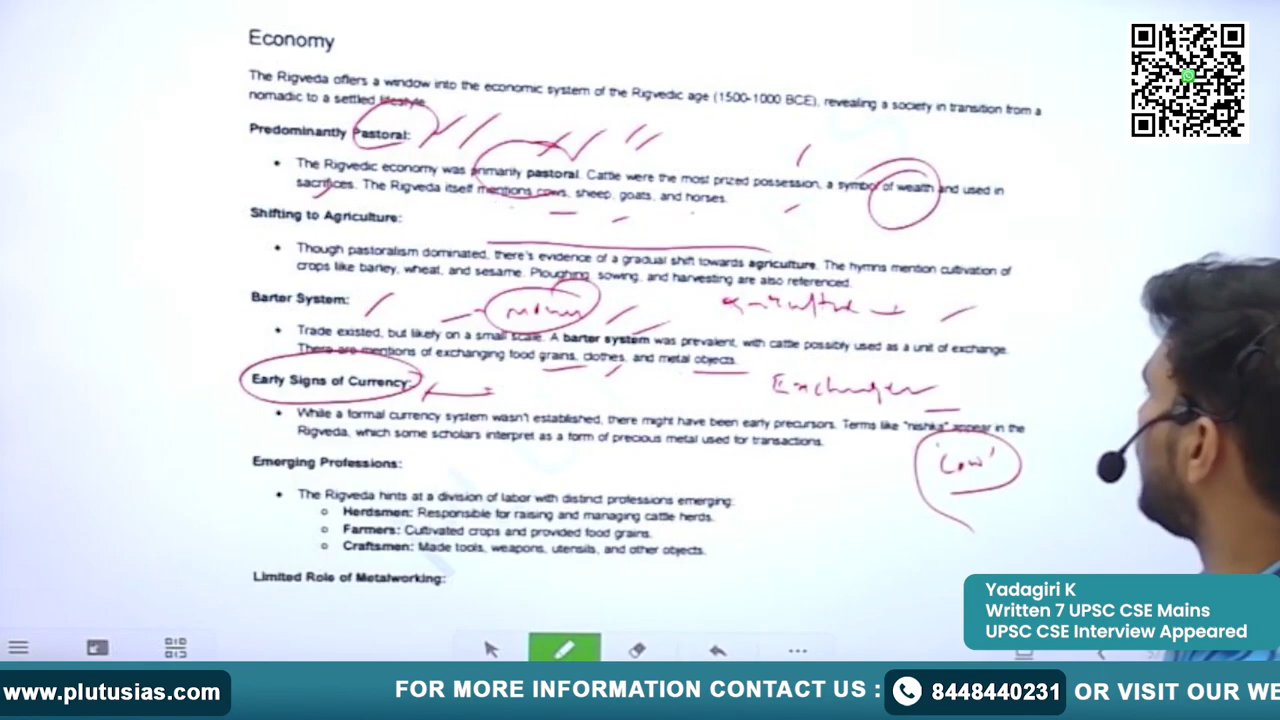 Economy
The Rigveda offers a window into the economic system of the Rigvedic age (1500-1000 BCE), revealing a society in transition from a
nomadic to a settled lifestyle.
Predominantly Pastoral:
• The Rigvedic economy was primarily pastoral. Cattle were the most prized possession, a symbol of wealth and used in
sacrifices. The Rigveda itself mentions cows, sheep, goats, and horses.
Shifting to Agriculture:
• Though pastoralism dominated, there's evidence of a gradual shift towards agriculture. The hymns mention cultivation of
crops like barley, wheat, and sesame. Ploughing, sowing, and harvesting are also referenced.
Barter System:
• Trade existed, but likely on a small scale. A barter system was prevalent, with cattle possibly used as a unit of exchange.
There are mentions of exchanging food grains, clothes, and metal objects.
Early Signs of Currency:
Exchange
• While a formal currency system wasn't established, there might have been early precursors. Terms like "nishka" appear in the
Rigveda, which some scholars interpret as a form of precious metal used for transactions.
'Cow'
Emerging Professions:
• The Rigveda hints at a division of labor with distinct professions emerging:
o Herdsmen: Responsible for raising and managing cattle herds.
o Farmers: Cultivated crops and provided food grains.
o Craftsmen: Made tools, weapons, utensils, and other objects.
Limited Role of Metalworking:
Yadagiri K
Written 7 UPSC CSE Mains
UPSC CSE Interview Appeared
www.plutusias.com
FOR MORE INFORMATION CONTACT US :
8448440231
OR VISIT OUR WE